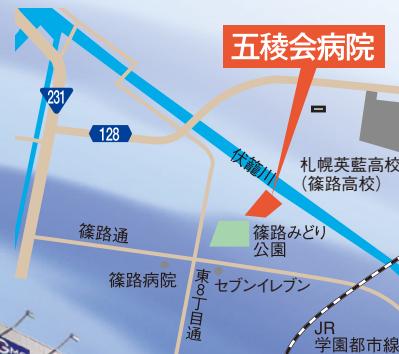 五稜会病院
231
128
伏籠川
札幌英藍高校
(篠路高校)
篠路みどり
公園
篠路通
篠路病院
東8丁目通
セブンイレブン
JR
学園都市線